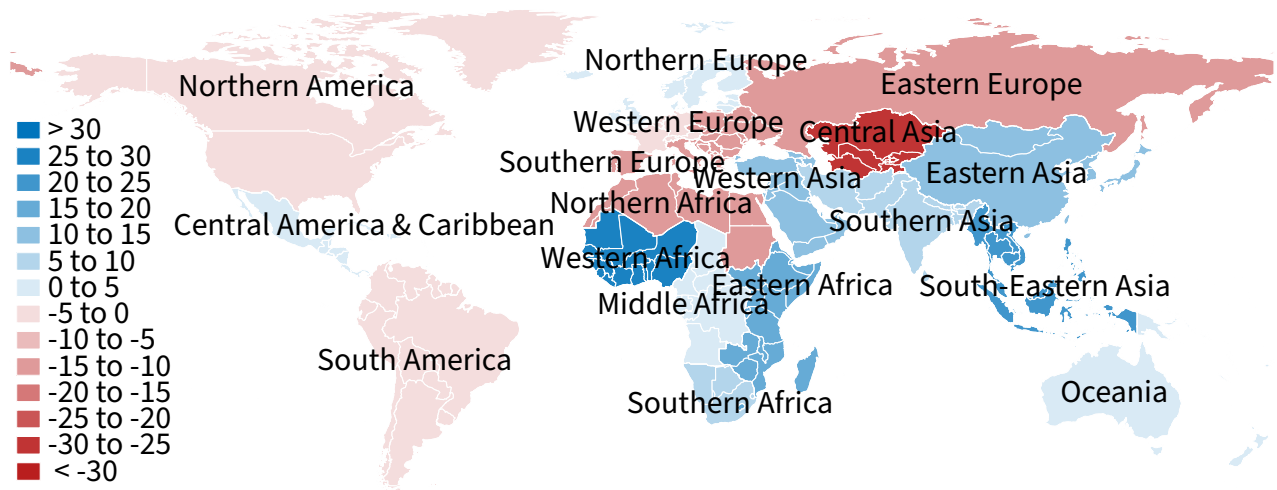 Northern Europe
Northern America
Eastern Europe
Western Europe
Central Asia
Southern Europe
Western Asia
Eastern Asia
Northern Africa
Central America & Caribbean
Southern Asia
Western Africa
Eastern Africa
South-Eastern Asia
Middle Africa
South America
Oceania
Southern Africa
> 30
25 to 30
20 to 25
15 to 20
10 to 15
5 to 10
0 to 5
-5 to 0
-10 to -5
-15 to -10
-20 to -15
-25 to -20
-30 to -25
< -30